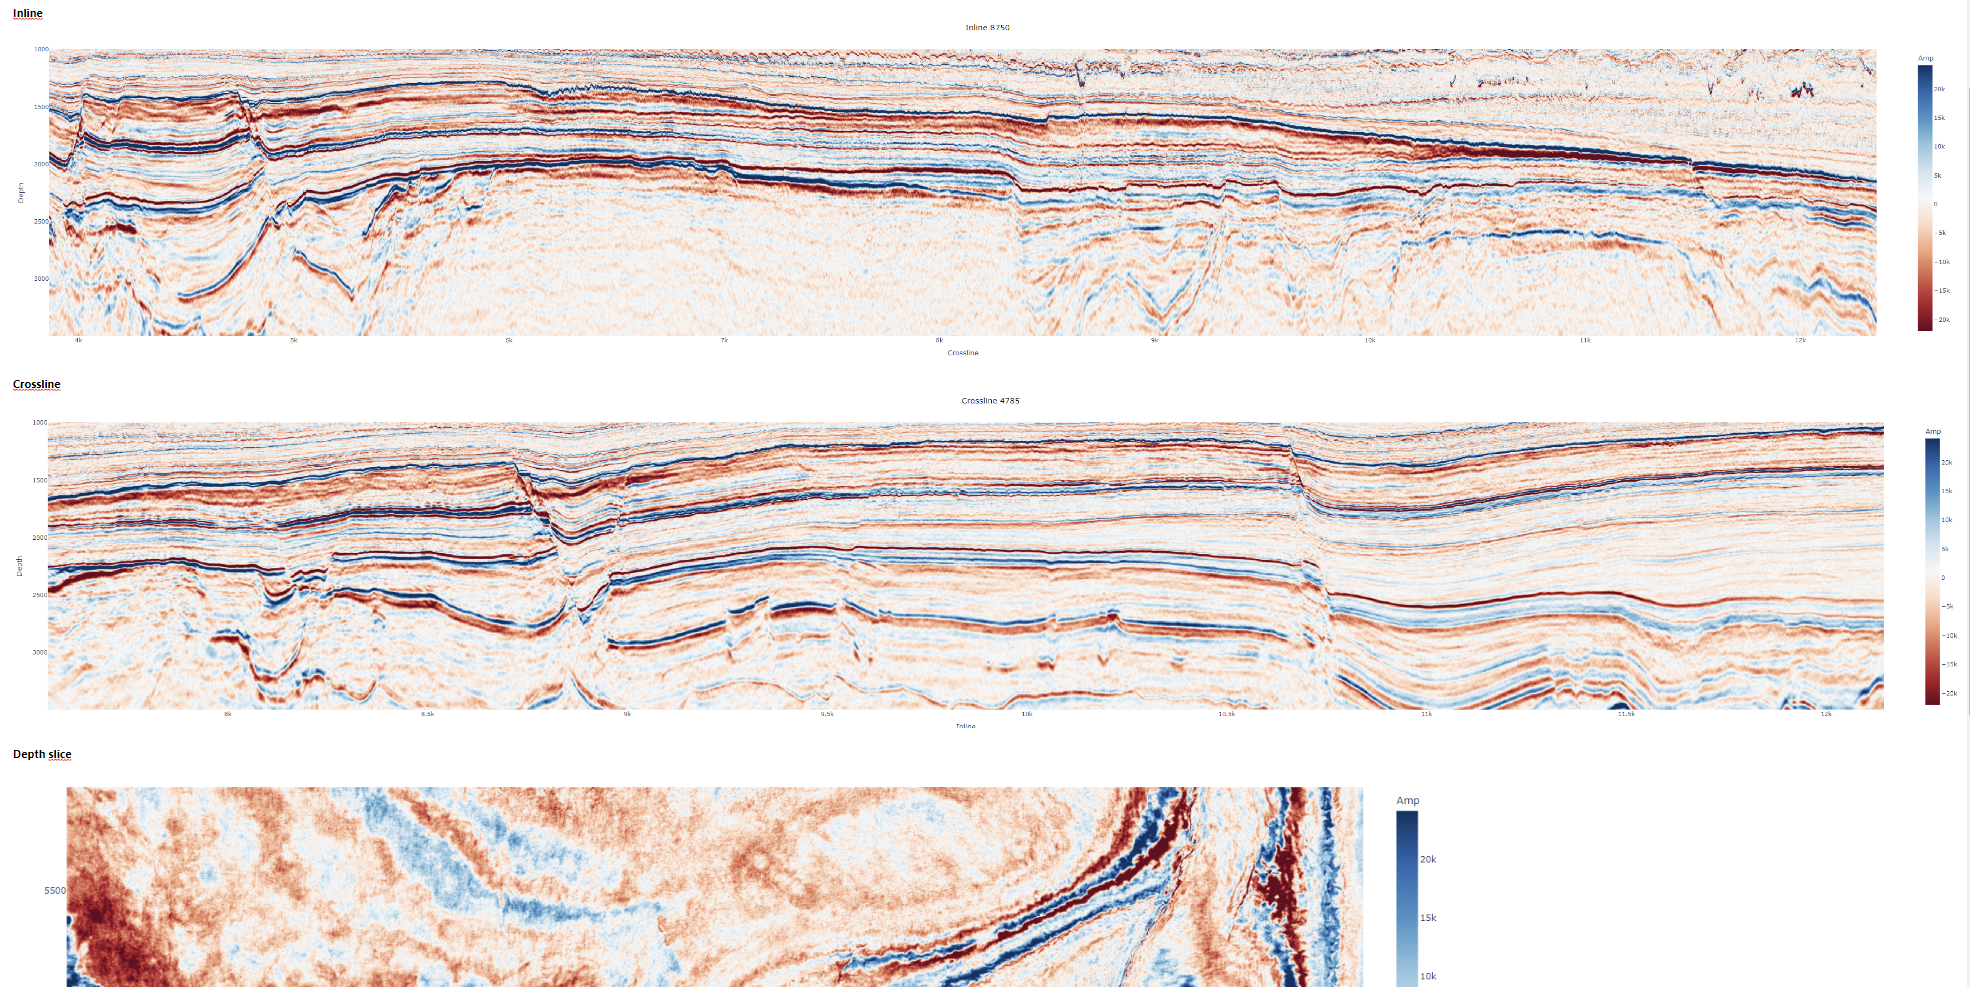 Inline
Inline 8750
Amp
1000
1500
2000
2500
3000
Depth
20k
15k
10k
5k
0
−5k
−10k
−15k
−20k
4k 5k 6k 7k 8k 9k 10k 11k 12k
Crossline
Crossline
Crossline 4785
Amp
1000
1500
2000
2500
3000
Depth
20k
15k
10k
5k
0
−5k
−10k
−15k
−20k
8k 8.5k 9k 9.5k 10k 10.5k 11k 11.5k 12k
Inline
Depth slice
Amp
5500
20k
15k
10k